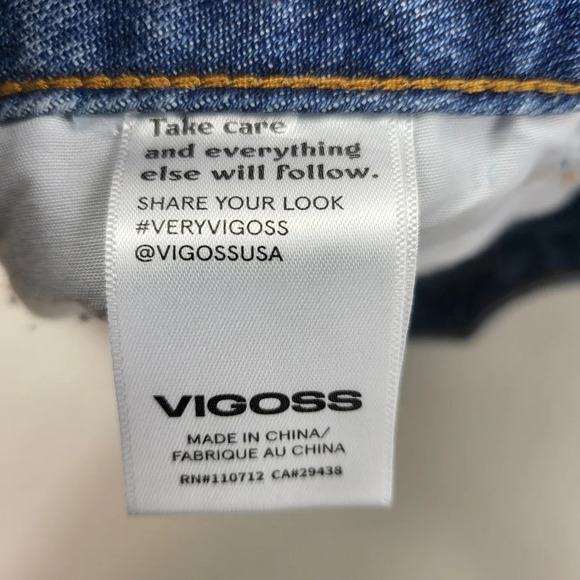 Take care
and everything
else will follow.
SHARE YOUR LOOK
#VERYVIGOSS
@VIGOSSUSA
VIGOSS
MADE IN CHINA/
FABRIQUE AU CHINA
RN#110712 CA#29438